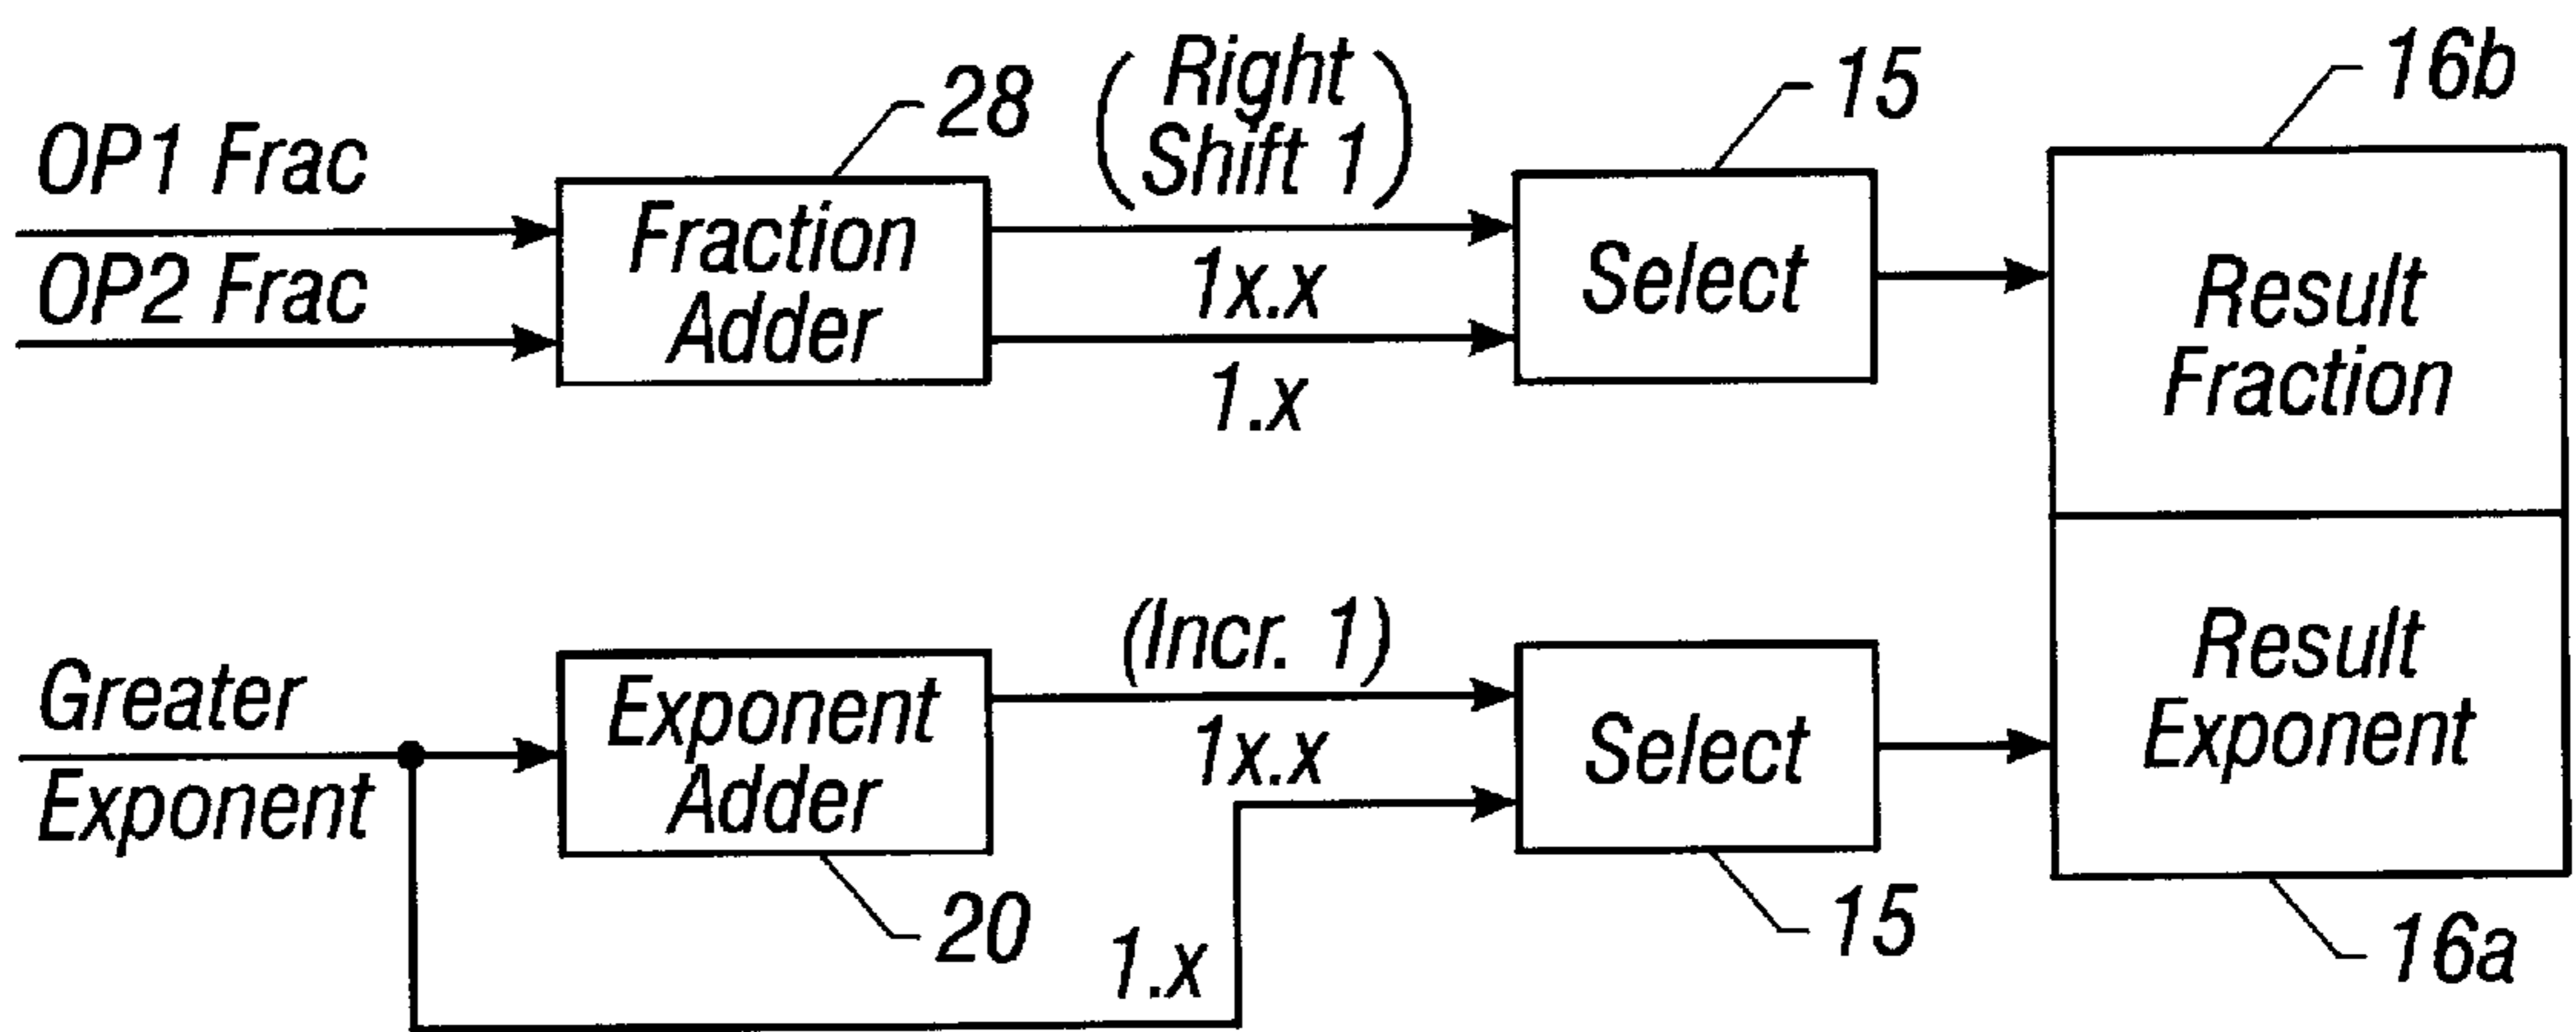 OP1 Frac
OP2 Frac
28
Fraction
Adder
(Right
Shift 1)
1x.x
1.x
15
Select
16b
Result
Fraction
Greater
Exponent
Exponent
Adder
20
(Incr. 1)
1x.x
1.x
Select
15
Result
Exponent
16a